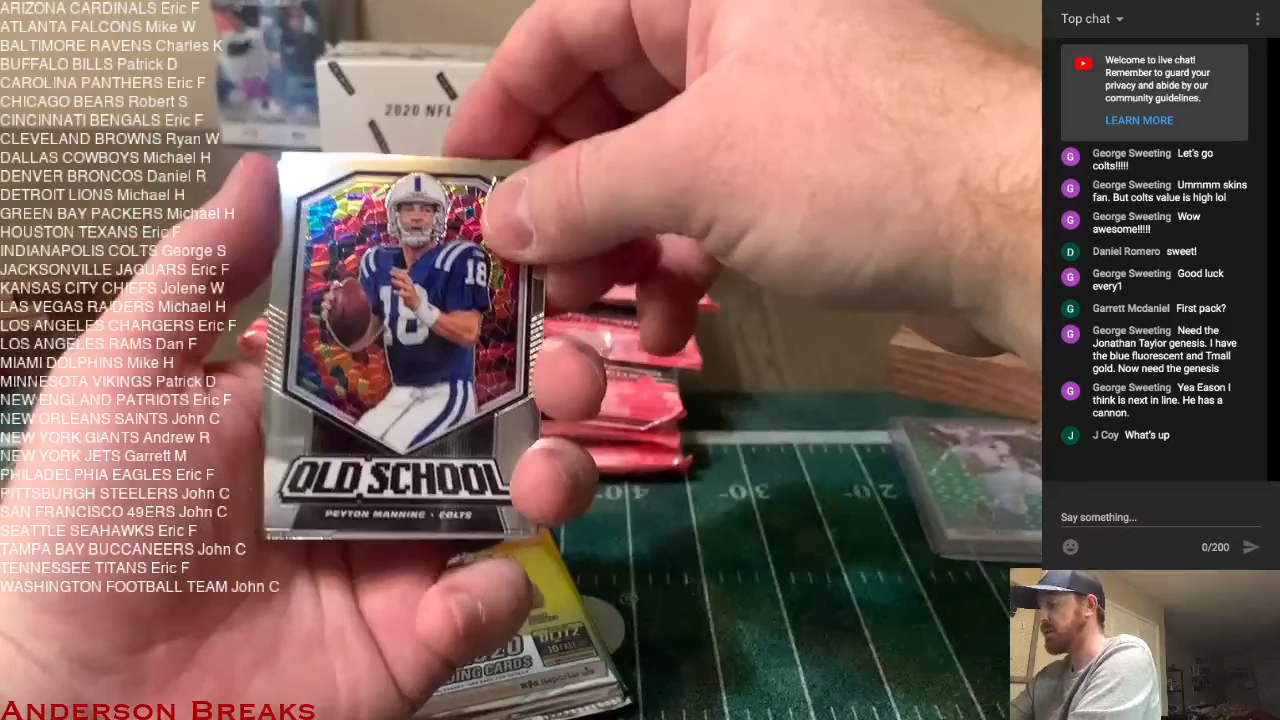 ARIZONA CARDINALS Eric F
ATLANTA FALCONS Mike W
BALTIMORE RAVENS Charles K
BUFFALO BILLS Patrick D
CAROLINA PANTHERS Eric F
CHICAGO BEARS Robert S
CINCINNATI BENGALS Eric F
CLEVELAND BROWNS Ryan W
DALLAS COWBOYS Michael H
DENVER BRONCOS Daniel R
DETROIT LIONS Michael H
GREEN BAY PACKERS Michael H
HOUSTON TEXANS Eric F
INDIANAPOLIS COLTS George S
JACKSONVILLE JAGUARS Eric F
KANSAS CITY CHIEFS Jolene W
LAS VEGAS RAIDERS Michael H
LOS ANGELES CHARGERS Eric F
LOS ANGELES RAMS Dan F
MIAMI DOLPHINS Mike H
MINNESOTA VIKINGS Patrick D
NEW ENGLAND PATRIOTS Eric F
NEW ORLEANS SAINTS John C
NEW YORK GIANTS Andrew R
NEW YORK JETS Garrett M
PHILADELPHIA EAGLES Eric F
PITTSBURGH STEELERS John C
SAN FRANCISCO 49ERS John C
SEATTLE SEAHAWKS Eric F
TAMPA BAY BUCCANEERS John C
TENNESSEE TITANS Eric F
WASHINGTON FOOTBALL TEAM John C
ANDERSON BREAKS
2020 NFL
18
18
OLD SCHOOL
PEYTON MANNING • COLTS
40
30
20
BLITZ
Top chat
Welcome to live chat!
Remember to guard your
privacy and abide by our
community guidelines.
LEARN MORE
G George Sweeting Let's go
colts!!!!!
G George Sweeting Ummmm skins
fan. But colts value is high lol
G George Sweeting Wow
awesome!!!!!
D Daniel Romero sweet!
G George Sweeting Good luck
every1
G Garrett Mcdaniel First pack?
G George Sweeting Need the
Jonathan Taylor genesis. I have
the blue fluorescent and Tmall
gold. Now need the genesis
G George Sweeting Yea Eason I
think is next in line. He has a
cannon.
J J Coy What's up
Say something...
0/200